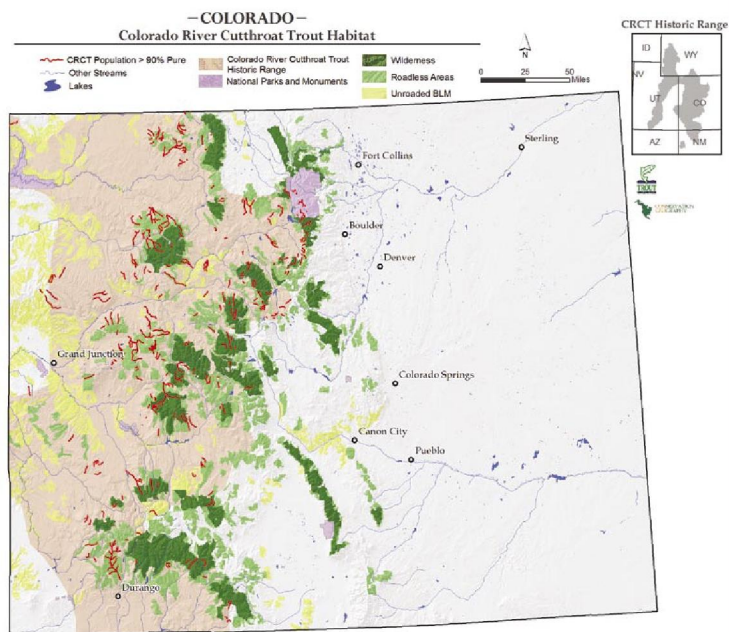 —COLORADO—
Colorado River Cutthroat Trout Habitat
CRCT Population > 90% Pure
Other Streams
Lakes
Colorado River Cutthroat Trout
Historic Range
National Parks and Monuments
Wilderness
Roadless Areas
Unroaded BLM
N
0 25 50
Miles
CRCT Historic Range
ID
WY
NV
UT
CO
AZ
NM
TROUT
Sterling
Fort Collins
Boulder
Denver
Grand Junction
Colorado Springs
Canon City
Pueblo
Durango